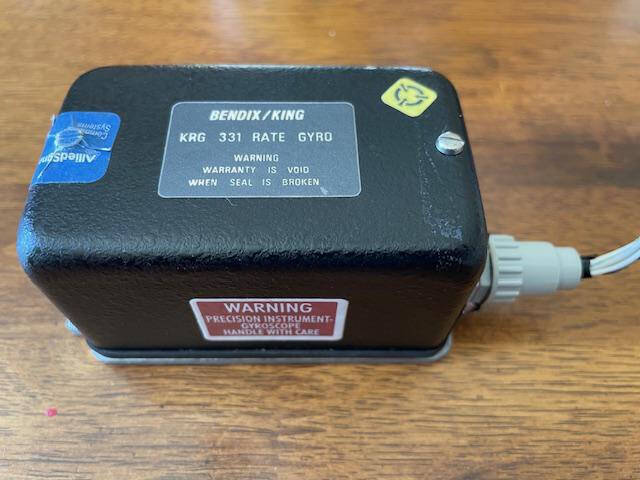 BENDIX/KING
KRG 331 RATE GYRO
WARNING
WARRANTY IS VOID
WHEN SEAL IS BROKEN
Systems
WARNING
PRECISION INSTRUMENT-
GYROSCOPE
HANDLE WITH CARE